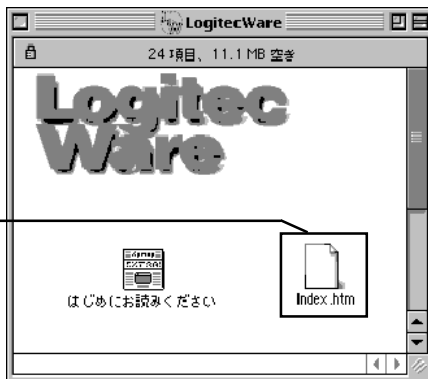 LogitecWare
24 項目、11.1 MB 空き
Logitec
Ware
はじめにお読みください
Index.htm